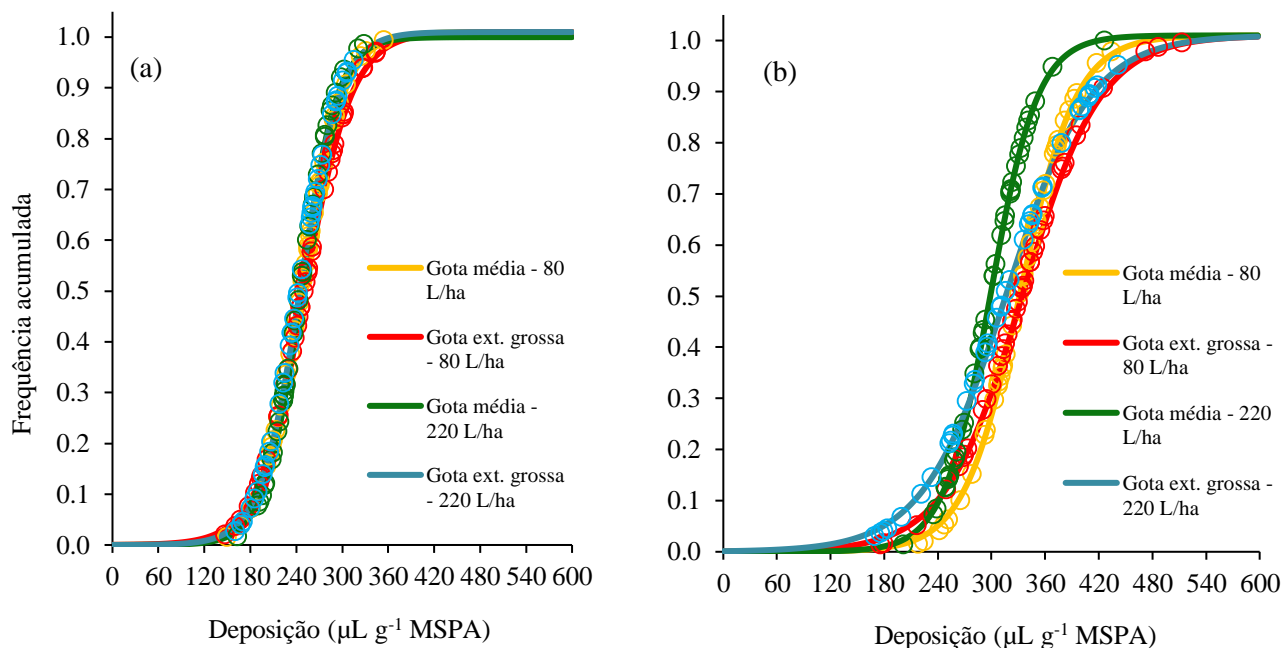 Frequência acumulada
1.0
0.9
0.8
0.7
0.6
0.5
0.4
0.3
0.2
0.1
0.0
(a)
Gota média - 80
L/ha
Gota ext. grossa
- 80 L/ha
Gota média -
220 L/ha
Gota ext. grossa
- 220 L/ha
0 60 120 180 240 300 360 420 480 540 600
Deposição (µL g-1 MSPA)
1.0
0.9
0.8
0.7
0.6
0.5
0.4
0.3
0.2
0.1
0.0
(b)
Gota média - 80
L/ha
Gota ext. grossa -
80 L/ha
Gota média - 220
L/ha
Gota ext. grossa -
220 L/ha
0 60 120 180 240 300 360 420 480 540 600
Deposição (µL g-1 MSPA)